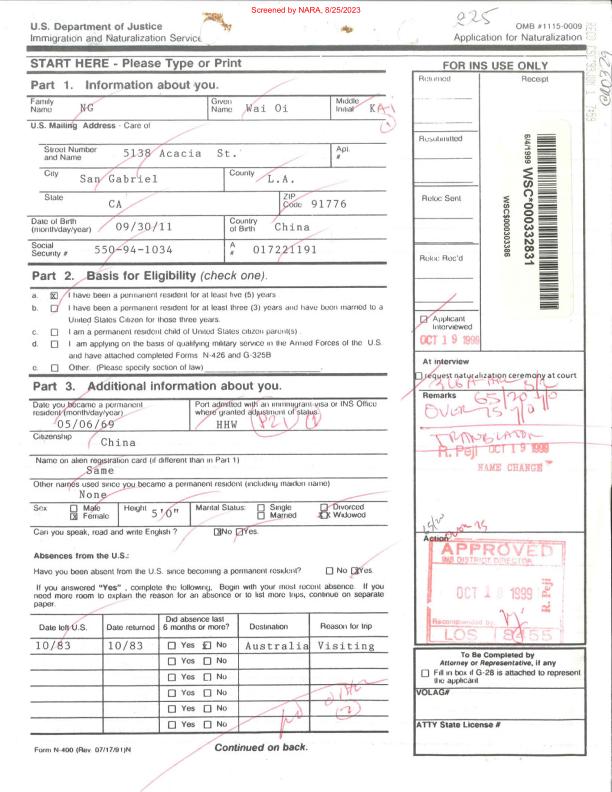 Screened by NARA, 8/25/2023
U.S. Department of Justice
Immigration and Naturalization Service
225
OMB #1115-0009
Application for Naturalization
START HERE - Please Type or Print
FOR INS USE ONLY
Part 1. Information about you.
Family Name NG
Given Name Wai Oi
Middle Initial KA-1
U.S. Mailing Address - Care of
Street Number and Name 5138 Acacia St.
Apt. #
City San Gabriel
County L.A.
State CA
ZIP Code 91776
Date of Birth (month/day/year) 09/30/11
Country of Birth China
Social Security # 550-94-1034
A # 017221191
Part 2. Basis for Eligibility (check one).
a. ☒ I have been a permanent resident for at least five (5) years
b. ☐ I have been a permanent resident for at least three (3) years and have been married to a
United States Citizen for those three years.
c. ☐ I am a permanent resident child of United States citizen parent(s)
d. ☐ I am applying on the basis of qualifying military service in the Armed Forces of the U.S.
and have attached completed Forms N-426 and G-325B
e. ☐ Other. (Please specify section of law)
Part 3. Additional information about you.
Date you became a permanent resident (month/day/year) 05/06/69
Port admitted with an immigrant visa or INS Office where granted adjustment of status. HHW
Citizenship
China
Name on alien registration card (if different than in Part 1)
Same
Other names used since you became a permanent resident (including maiden name)
None
Sex ☐ Male ☒ Female
Height 5'0"
Marital Status: ☐ Single ☐ Married ☐ Divorced ☒ Widowed
Can you speak, read and write English ? ☒No ☐Yes.
Absences from the U.S.:
Have you been absent from the U.S. since becoming a permanent resident? ☐ No ☒Yes.
If you answered "Yes" , complete the following, Begin with your most recent absence. If you
need more room to explain the reason for an absence or to list more trips, continue on separate
paper.
Date left U.S. Date returned Did absence last 6 months or more? Destination Reason for trip
10/83 10/83 ☐ Yes ☒ No Australia Visiting
☐ Yes ☐ No
☐ Yes ☐ No
☐ Yes ☐ No
☐ Yes ☐ No
☐ Yes ☐ No
Form N-400 (Rev 07/17/91)N
Continued on back.
Returned
Receipt
Resubmitted
Reloc Sent
Reloc Rec'd
6/4/1999 WSC*000332831
WSC$000303386
☐ Applicant Interviewed
OCT 19 1999
At interview
☐ request naturalization ceremony at court
Remarks
65/20
OVER 75
TRANSLATOR
R. Peji OCT 19 1999
NAME CHANGE
65/20
over 75
Action
APPROVED
INS DISTRICT DIRECTOR
OCT 19 1999
R. Peji
Recommended by
LOS 18455
To Be Completed by
Attorney or Representative, if any
☐ Fill in box if G-28 is attached to represent
the applicant
VOLAG#
ATTY State License #